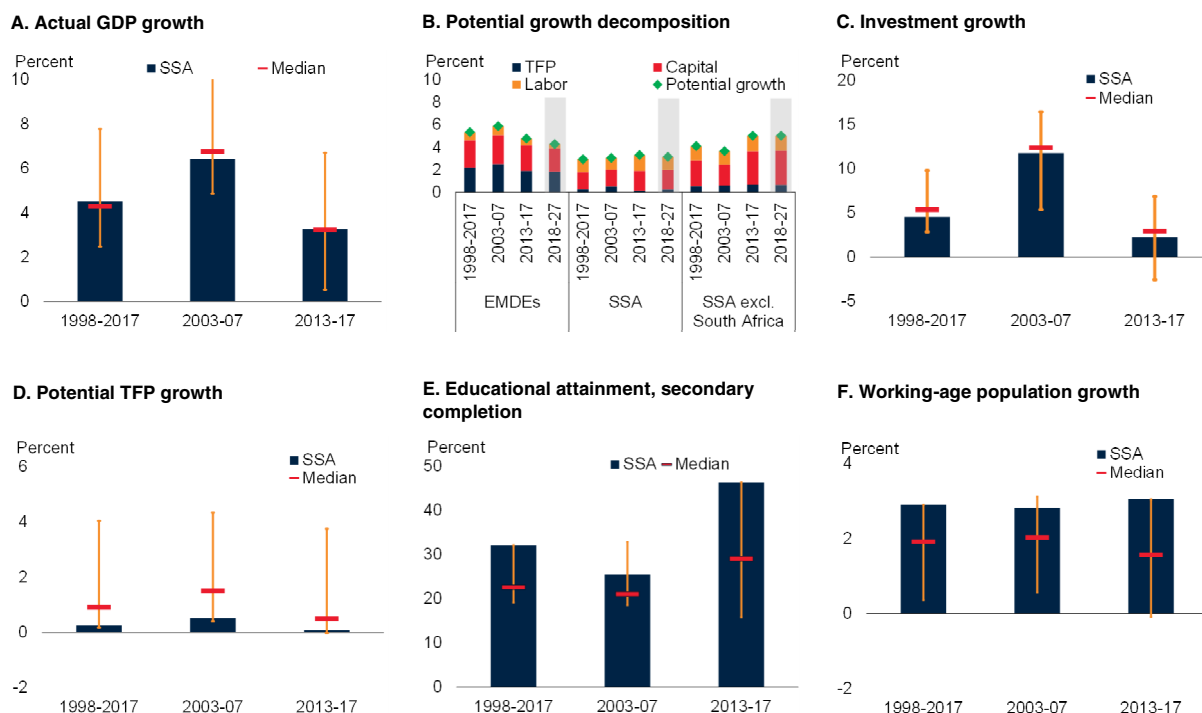 A. Actual GDP growth
Percent
SSA
Median
10
8
6
4
2
0
1998-2017
2003-07
2013-17
B. Potential growth decomposition
Percent
TFP
Capital
Labor
Potential growth
10
8
6
4
2
0
1998-2017
2003-07
2013-17
2018-27
1998-2017
2003-07
2013-17
2018-27
1998-2017
2003-07
2013-17
2018-27
EMDEs
SSA
SSA excl.
South Africa
C. Investment growth
Percent
SSA
Median
20
15
10
5
0
-5
1998-2017
2003-07
2013-17
D. Potential TFP growth
Percent
SSA
Median
6
4
2
0
-2
1998-2017
2003-07
2013-17
E. Educational attainment, secondary
completion
Percent
SSA
Median
50
40
30
20
10
0
1998-2017
2003-07
2013-17
F. Working-age population growth
Percent
SSA
Median
4
2
0
-2
1998-2017
2003-07
2013-17